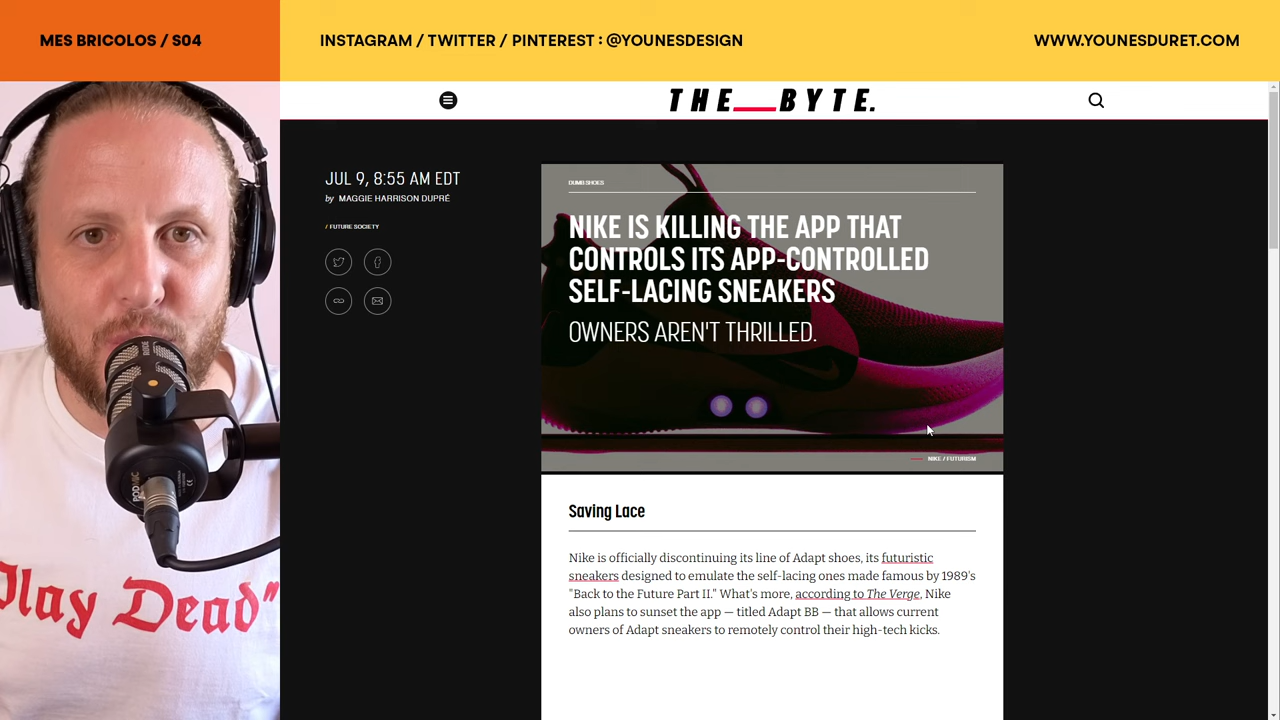 MES BRICOLOS / S04
INSTAGRAM / TWITTER / PINTEREST : @YOUNESDESIGN
WWW.YOUNESDURET.COM
THE__BYTE.
JUL 9, 8:55 AM EDT
by MAGGIE HARRISON DUPRÉ
/ FUTURE SOCIETY
DUMB SHOES
NIKE IS KILLING THE APP THAT
CONTROLS ITS APP-CONTROLLED
SELF-LACING SNEAKERS
OWNERS AREN'T THRILLED.
NIKE / FUTURISM
Saving Lace
Nike is officially discontinuing its line of Adapt shoes, its futuristic
sneakers designed to emulate the self-lacing ones made famous by 1989's
"Back to the Future Part II." What's more, according to The Verge, Nike
also plans to sunset the app — titled Adapt BB — that allows current
owners of Adapt sneakers to remotely control their high-tech kicks.
RODE
PODMIC
Play Dead"